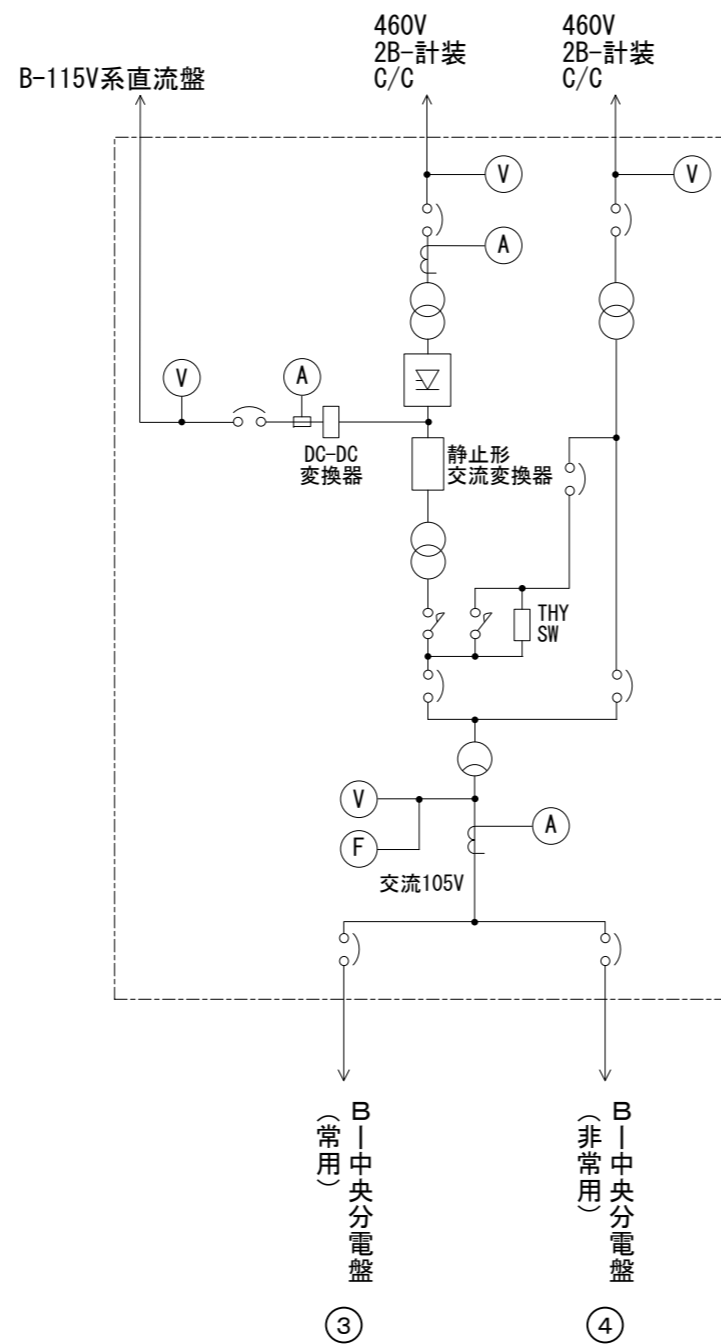 460V
2B-計装
C/C
460V
2B-計装
C/C
B-115V系直流盤
V
V
A
V
A
DC-DC
変換器
静止形
交流変換器
THY
SW
V
A
F
交流105V
B-中央分電盤
(常用)
B-中央分電盤
(非常用)
③
④